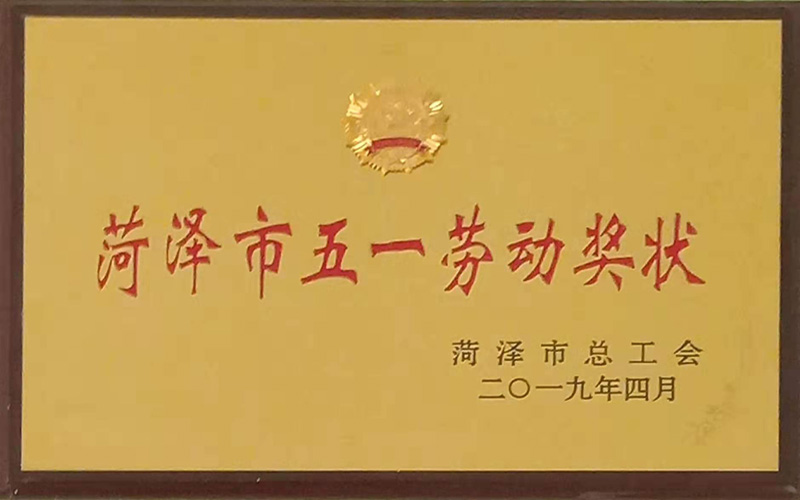 菏泽市五一劳动奖状
菏泽市总工会
二〇一九年四月